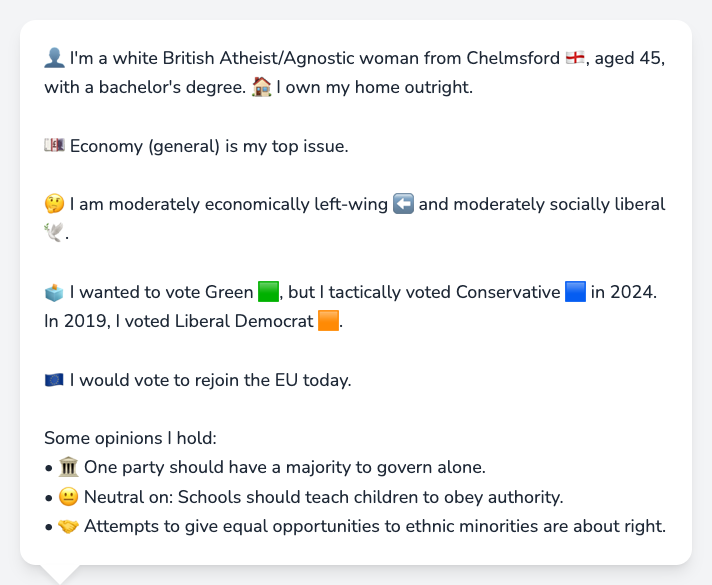 👤 I'm a white British Atheist/Agnostic woman from Chelmsford 🏴󠁧󠁢󠁥󠁮󠁧󠁿, aged 45,
with a bachelor's degree. 🏠 I own my home outright.
💷 Economy (general) is my top issue.
🤔 I am moderately economically left-wing ⬅️ and moderately socially liberal
🕊️.
🗳️ I wanted to vote Green 🟩, but I tactically voted Conservative 🟦 in 2024.
In 2019, I voted Liberal Democrat 🟧.
🇪🇺 I would vote to rejoin the EU today.
Some opinions I hold:
• 🏛️ One party should have a majority to govern alone.
• 😐 Neutral on: Schools should teach children to obey authority.
• 🤝 Attempts to give equal opportunities to ethnic minorities are about right.